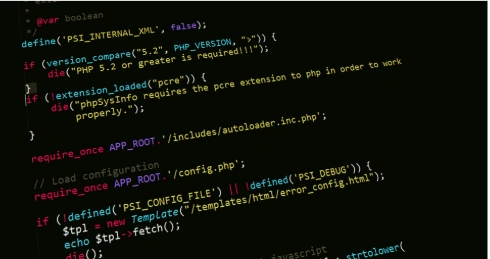 * @var boolean
*/
define('PSI_INTERNAL_XML', false);
if (version_compare("5.2", PHP_VERSION, ">")) {
die("PHP 5.2 or greater is required!!!");
}
if (!extension_loaded("pcre")) {
die("phpSysInfo requires the pcre extension to php in order to work
properly.");
}
require_once APP_ROOT.'/includes/autoloader.inc.php';
// Load configuration
require_once APP_ROOT.'/config.php';
if (!defined('PSI_CONFIG_FILE') || !defined('PSI_DEBUG')) {
$tpl = new Template("/templates/html/error_config.html");
echo $tpl->fetch();
die();
javascript
strtolower(